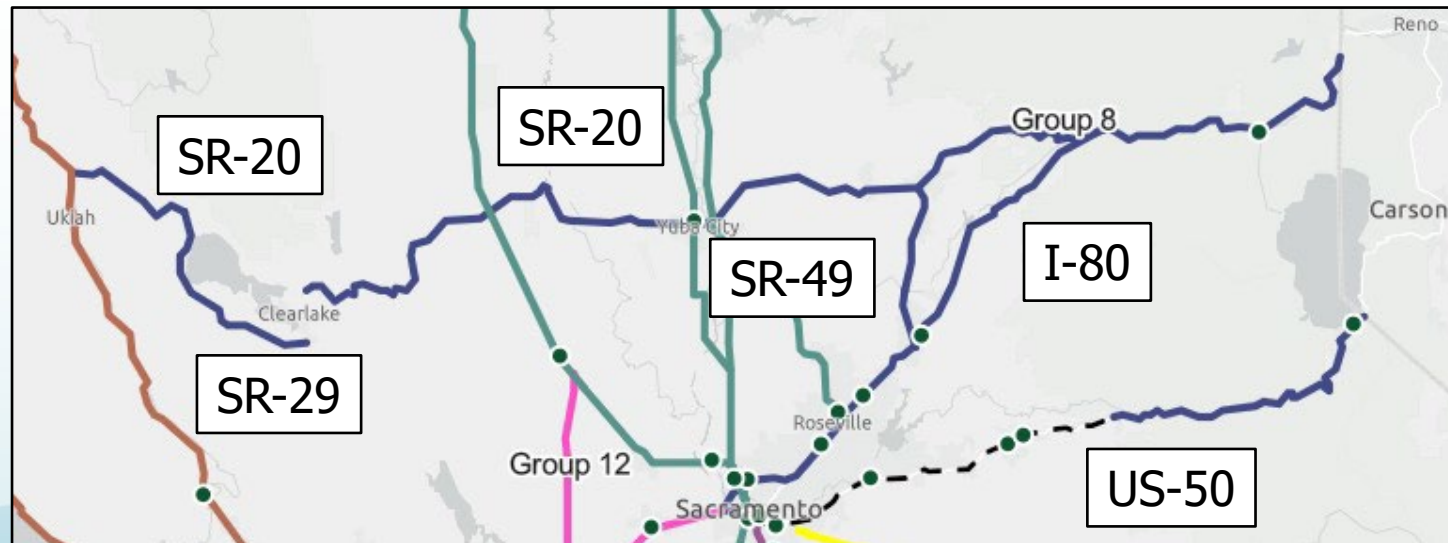 Reno
Group 8
SR-20
SR-20
Ukiah
Carson
Yuba City
SR-49
I-80
Clearlake
SR-29
Roseville
Group 12
US-50
Sacramento